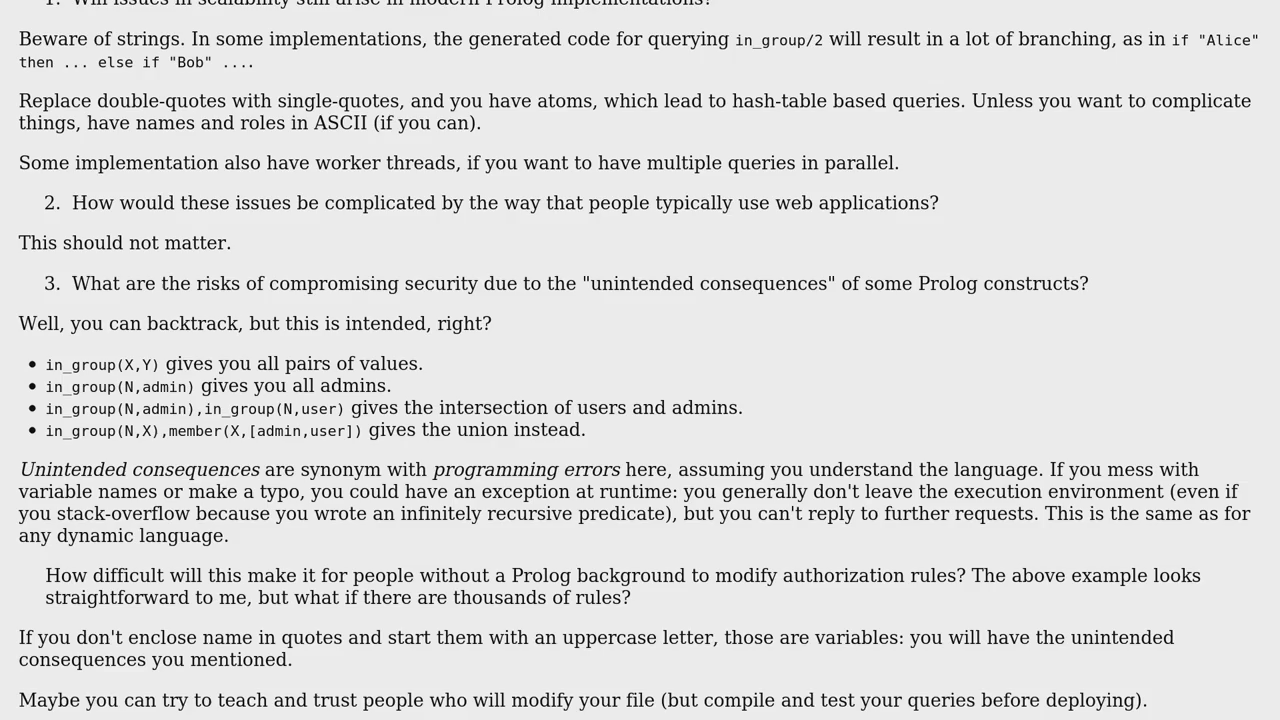 1. Will issues in scalability still arise in modern Prolog implementations?
Beware of strings. In some implementations, the generated code for querying in_group/2 will result in a lot of branching, as in if "Alice"
then ... else if "Bob" ....
Replace double-quotes with single-quotes, and you have atoms, which lead to hash-table based queries. Unless you want to complicate
things, have names and roles in ASCII (if you can).
Some implementation also have worker threads, if you want to have multiple queries in parallel.
2. How would these issues be complicated by the way that people typically use web applications?
This should not matter.
3. What are the risks of compromising security due to the "unintended consequences" of some Prolog constructs?
Well, you can backtrack, but this is intended, right?
• in_group(X,Y) gives you all pairs of values.
• in_group(N,admin) gives you all admins.
• in_group(N,admin),in_group(N,user) gives the intersection of users and admins.
• in_group(N,X),member(X,[admin,user]) gives the union instead.
Unintended consequences are synonym with programming errors here, assuming you understand the language. If you mess with
variable names or make a typo, you could have an exception at runtime: you generally don't leave the execution environment (even if
you stack-overflow because you wrote an infinitely recursive predicate), but you can't reply to further requests. This is the same as for
any dynamic language.
How difficult will this make it for people without a Prolog background to modify authorization rules? The above example looks
straightforward to me, but what if there are thousands of rules?
If you don't enclose name in quotes and start them with an uppercase letter, those are variables: you will have the unintended
consequences you mentioned.
Maybe you can try to teach and trust people who will modify your file (but compile and test your queries before deploying).